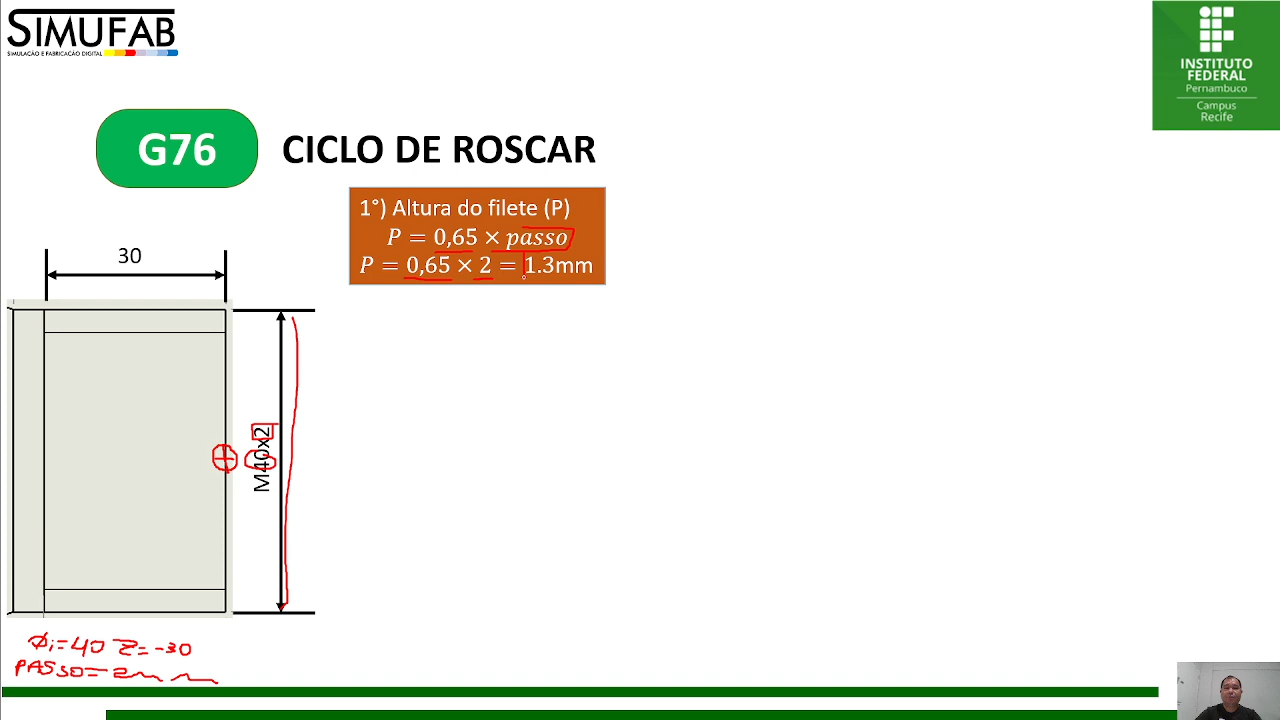 SIMUFAB
SIMULAÇÃO E FABRICAÇÃO DIGITAL
INSTITUTO
FEDERAL
Pernambuco
Campus
Recife
G76
CICLO DE ROSCAR
1°) Altura do filete (P)
P = 0,65 × passo
P = 0,65 × 2 = 1.3mm
30
M40x2
Øi=40 Z=-30
PASSO=2mm